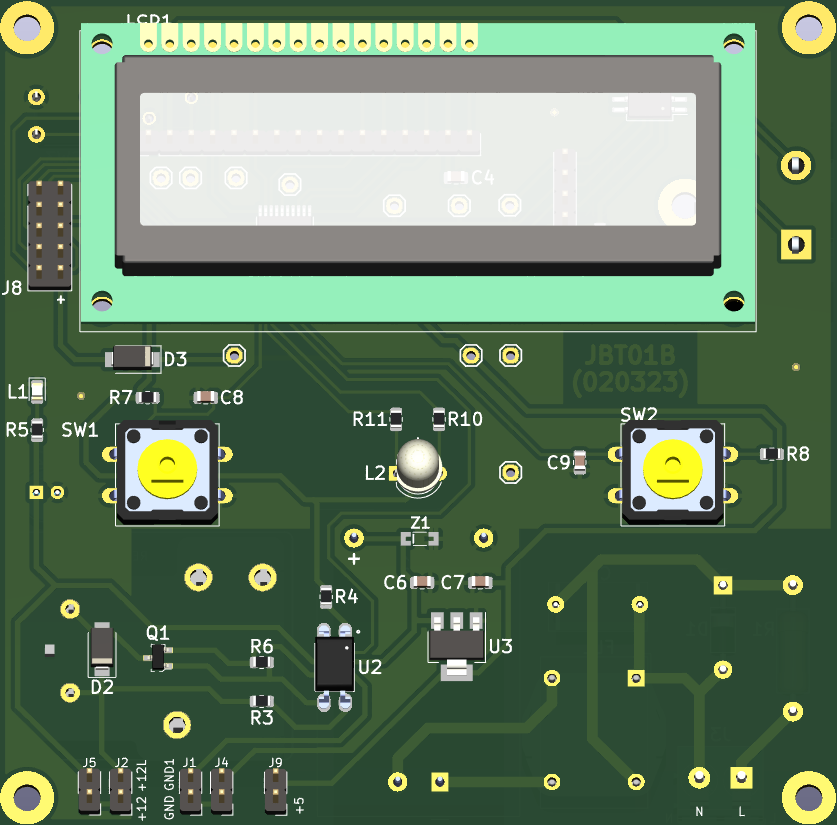 LCD1
C4
J8
+
JBT01B
(020323)
D3
L1
R7
C8
R5
SW1
R11
R10
SW2
L2
C9
R8
Z1
+
C6
C7
R4
Q1
R6
U2
U3
D2
R3
J5
J2
+12
+12L
GND
GND1
J1
J4
J9
+5
N
L